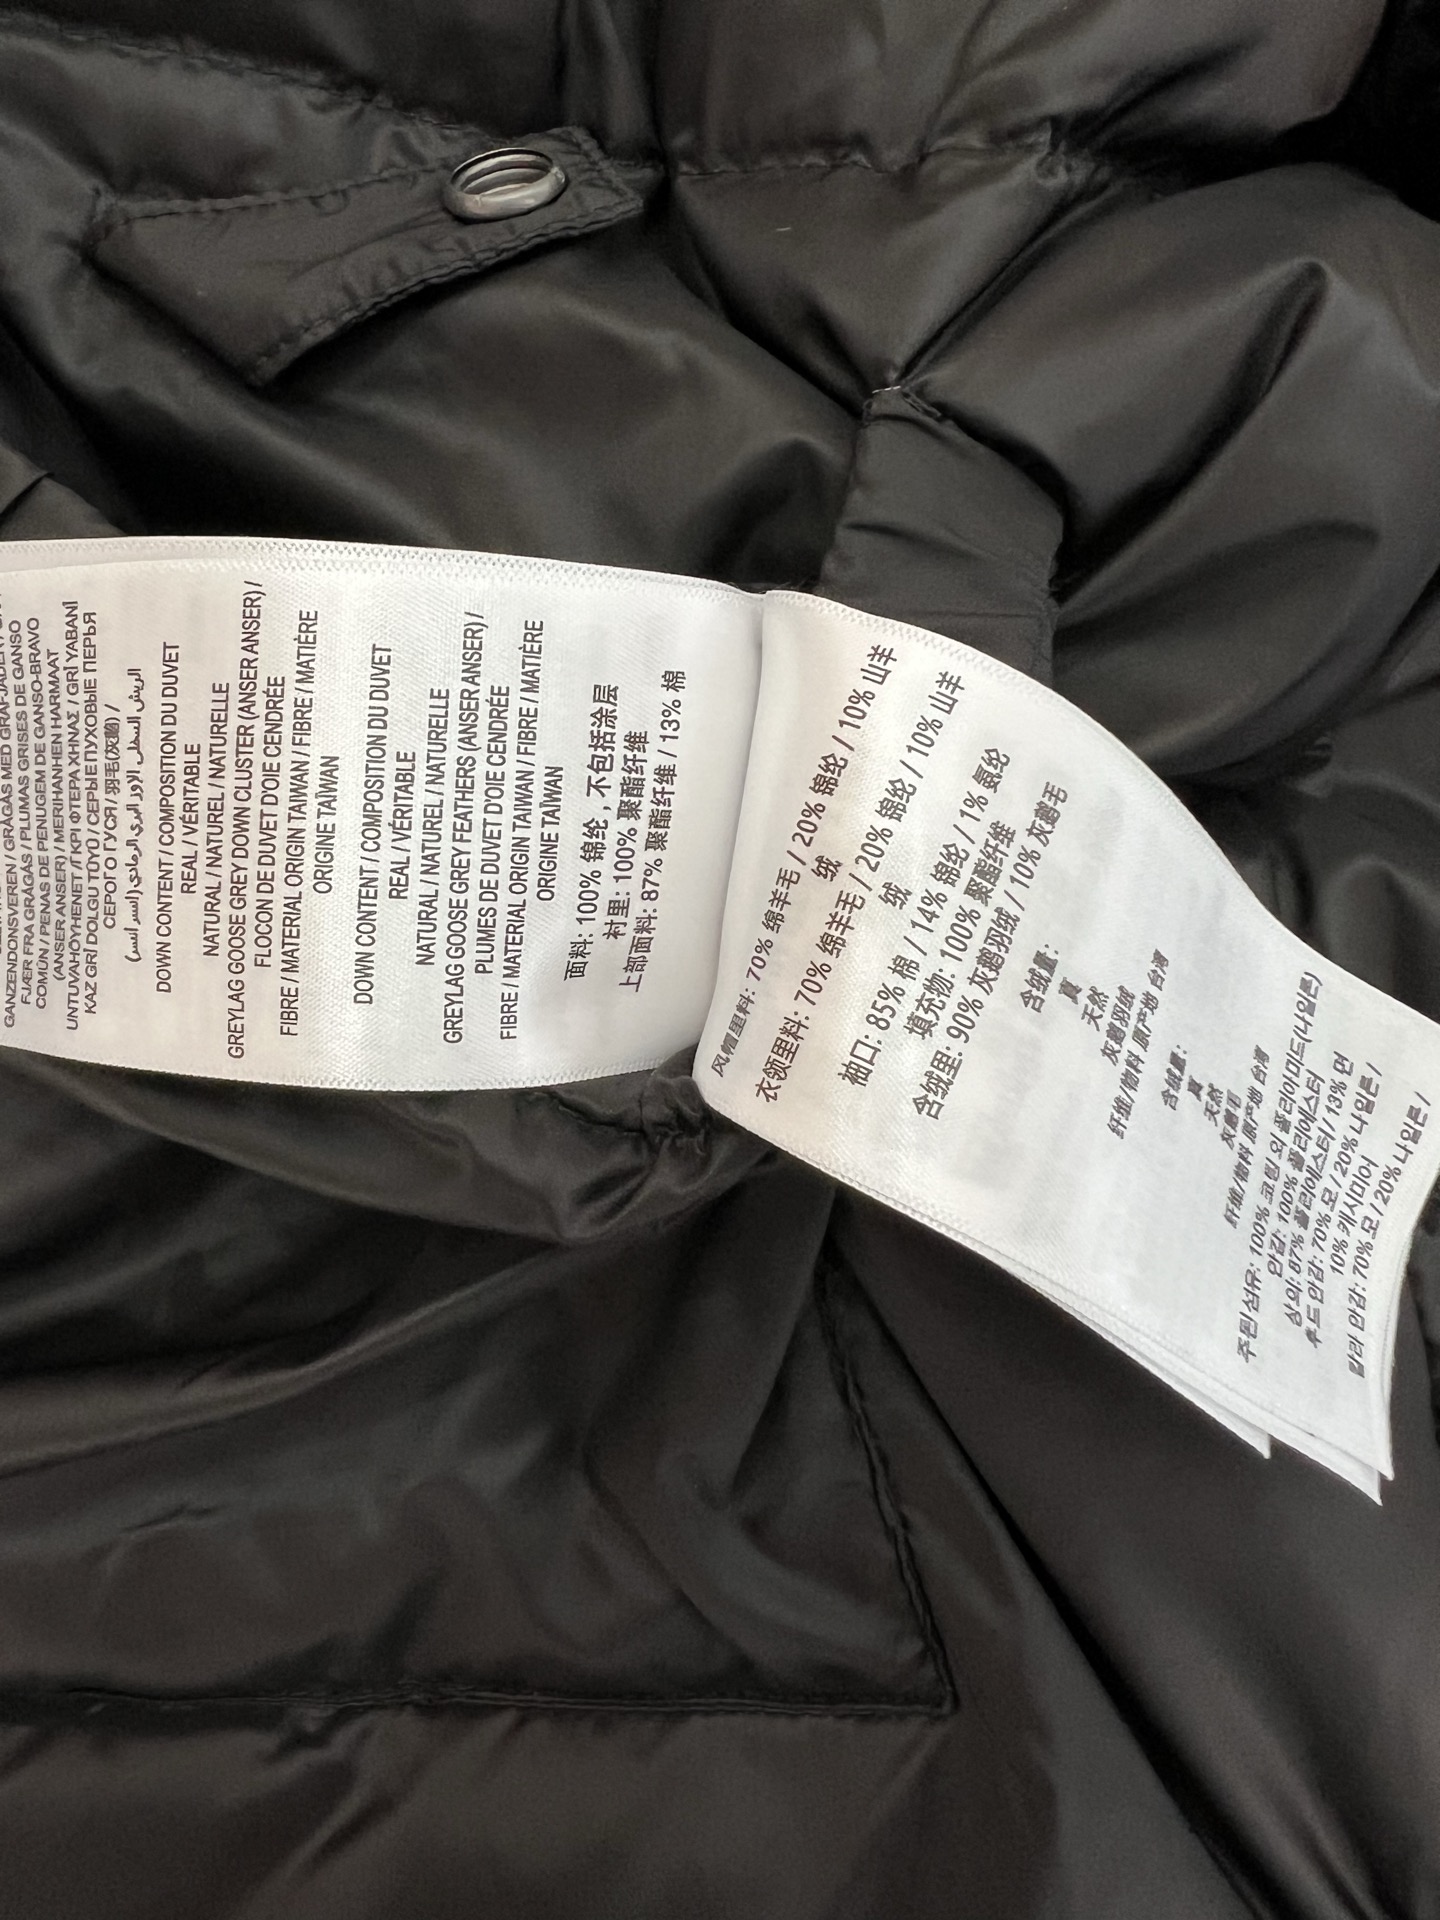 GANZENDONSVEREN / GRÅGÅS MED GRÅFJÄDER /
FJÆR FRA GRÅGÅS / PLUMAS GRISES DE GANSO
COMÚN / PENAS DE PENUGEM DE GANSO-BRAVO
(ANSER ANSER) / MERIHANHEN HARMAAT
UNTUVAHÖYHENET / ΓΚΡΙ ΦΤΕΡΑ ΧΗΝΑΣ / GRİ YABANİ
KAZ GRİ DOLGU TÜYÜ / СЕРЫЕ ПУХОВЫЕ ПЕРЬЯ
СЕРОГО ГУСЯ / 羽毛(灰鵝) /
الريش السفلي الاوز البري الرمادي (انسر انسر)
DOWN CONTENT / COMPOSITION DU DUVET
REAL / VÉRITABLE
NATURAL / NATUREL / NATURELLE
GREYLAG GOOSE GREY DOWN CLUSTER (ANSER ANSER) /
FLOCON DE DUVET D'OIE CENDRÉE
FIBRE / MATERIAL ORIGIN TAIWAN / FIBRE / MATIÈRE
ORIGINE TAÏWAN
DOWN CONTENT / COMPOSITION DU DUVET
REAL / VÉRITABLE
NATURAL / NATUREL / NATURELLE
GREYLAG GOOSE GREY FEATHERS (ANSER ANSER) /
PLUMES DE DUVET D'OIE CENDRÉE
FIBRE / MATERIAL ORIGIN TAIWAN / FIBRE / MATIÈRE
ORIGINE TAÏWAN
面料: 100% 锦纶 , 不包括涂层
衬里: 100% 聚酯纤维
上部面料: 87% 聚酯纤维 / 13% 棉
风帽里料: 70% 绵羊毛 / 20% 锦纶 / 10% 山羊
绒
衣领里料: 70% 绵羊毛 / 20% 锦纶 / 10% 山羊
绒
袖口: 85% 棉 / 14% 锦纶 / 1% 氨纶
填充物: 100% 聚酯纤维
含绒里: 90% 灰鹅羽绒 / 10% 灰鹅毛
含绒量:
真
天然
灰鹅羽绒
纤维/物料 原产地 台湾
含绒量:
真
天然
灰鹅毛
纤维/物料 原产地 台湾
주된 섬유: 100% 코팅 외 폴리아미드(나일론)
안감: 100% 폴리에스터
상의: 87% 폴리에스터 / 13% 면
후드 안감: 70% 모 / 20% 나일론 /
10% 캐시미어
칼라 안감: 70% 모 / 20% 나일론 /